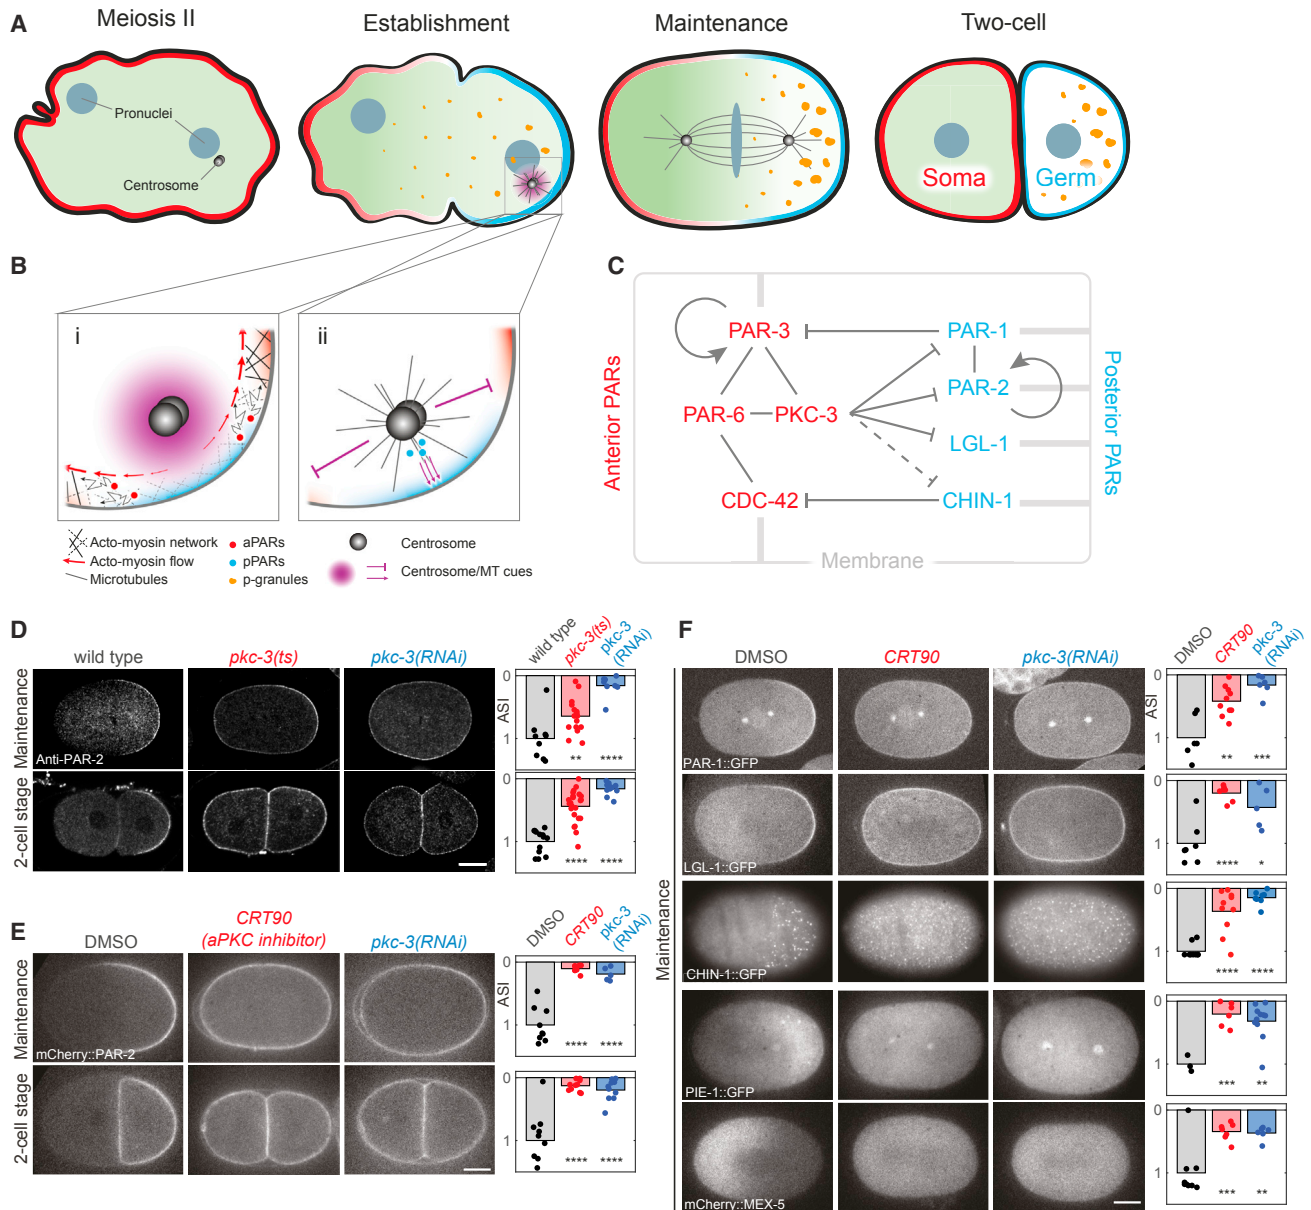 A
Meiosis II
Establishment
Maintenance
Two-cell
Pronuclei
Centrosome
Soma
Germ
B
i
ii
Acto-myosin network
Acto-myosin flow
Microtubules
aPARs
pPARs
p-granules
Centrosome
Centrosome/MT cues
C
Anterior PARs
PAR-3
PAR-6
PKC-3
CDC-42
PAR-1
PAR-2
LGL-1
CHIN-1
Posterior PARs
Membrane
D
wild type
pkc-3(ts)
pkc-3(RNAi)
wild type
pkc-3(ts)
pkc-3
(RNAi)
Maintenance
Anti-PAR-2
0
ASI
1
** ****
2-cell stage
0
1
**** ****
E
DMSO
CRT90
(aPKC inhibitor)
pkc-3(RNAi)
DMSO
CRT90
pkc-3
(RNAi)
Maintenance
mCherry::PAR-2
0
ASI
1
**** ****
2-cell stage
0
1
**** ****
F
DMSO
CRT90
pkc-3(RNAi)
DMSO
CRT90
pkc-3
(RNAi)
Maintenance
PAR-1::GFP
0
ASI
1
** ***
LGL-1::GFP
0
1
**** *
CHIN-1::GFP
0
1
**** ****
PIE-1::GFP
0
1
*** **
mCherry::MEX-5
0
1
*** **